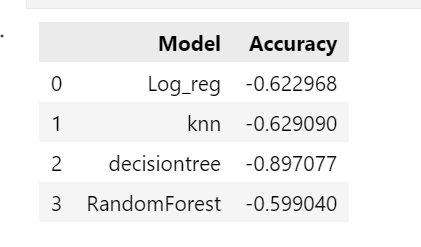 Model Accuracy
0 Log_reg -0.622968
1 knn -0.629090
2 decisiontree -0.897077
3 RandomForest -0.599040